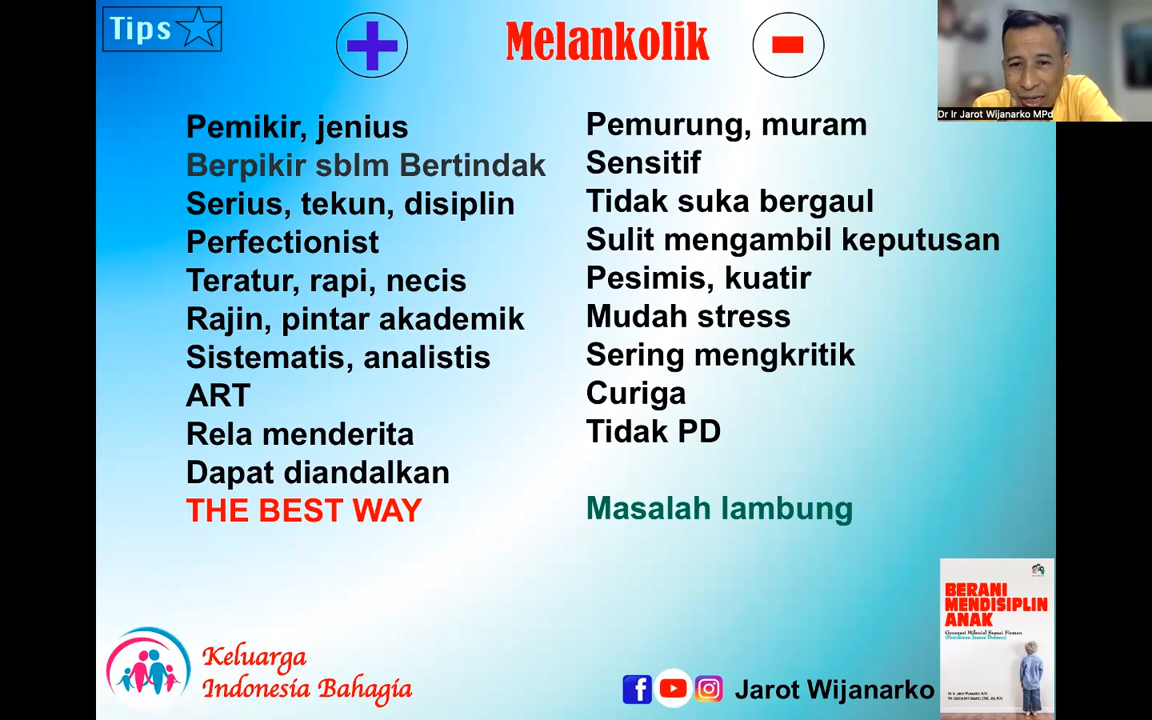 Tips
Melankolik
Dr Ir Jarot Wijanarko MPd
Pemikir, jenius
Berpikir sblm Bertindak
Serius, tekun, disiplin
Perfectionist
Teratur, rapi, necis
Rajin, pintar akademik
Sistematis, analistis
ART
Rela menderita
Dapat diandalkan
THE BEST WAY
Pemurung, muram
Sensitif
Tidak suka bergaul
Sulit mengambil keputusan
Pesimis, kuatir
Mudah stress
Sering mengkritik
Curiga
Tidak PD
Masalah lambung
Keluarga
Indonesia Bahagia
Jarot Wijanarko
BERANI
MENDISIPLIN
ANAK